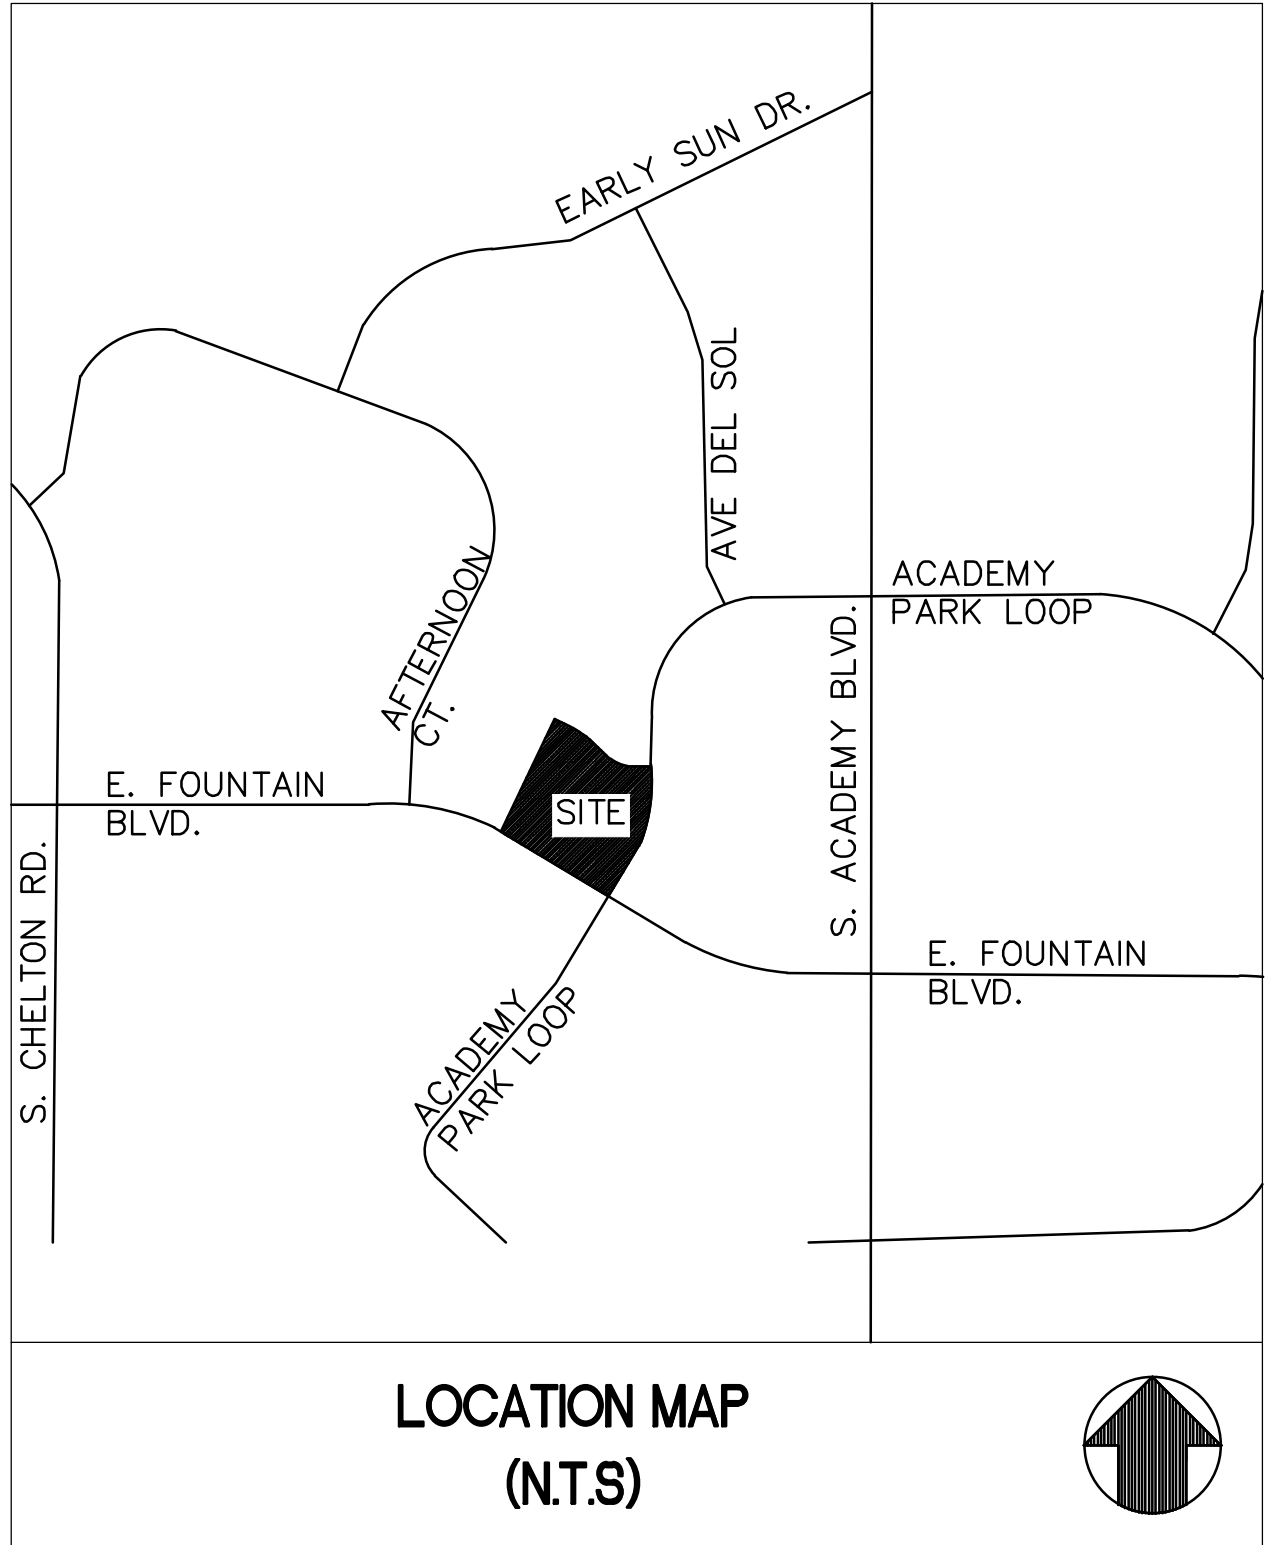 EARLY SUN DR.
AVE DEL SOL
ACADEMY
PARK LOOP
AFTERNOON
CT.
S. ACADEMY BLVD.
E. FOUNTAIN
BLVD.
SITE
S. CHELTON RD.
E. FOUNTAIN
BLVD.
ACADEMY
PARK LOOP
LOCATION MAP
(N.T.S)